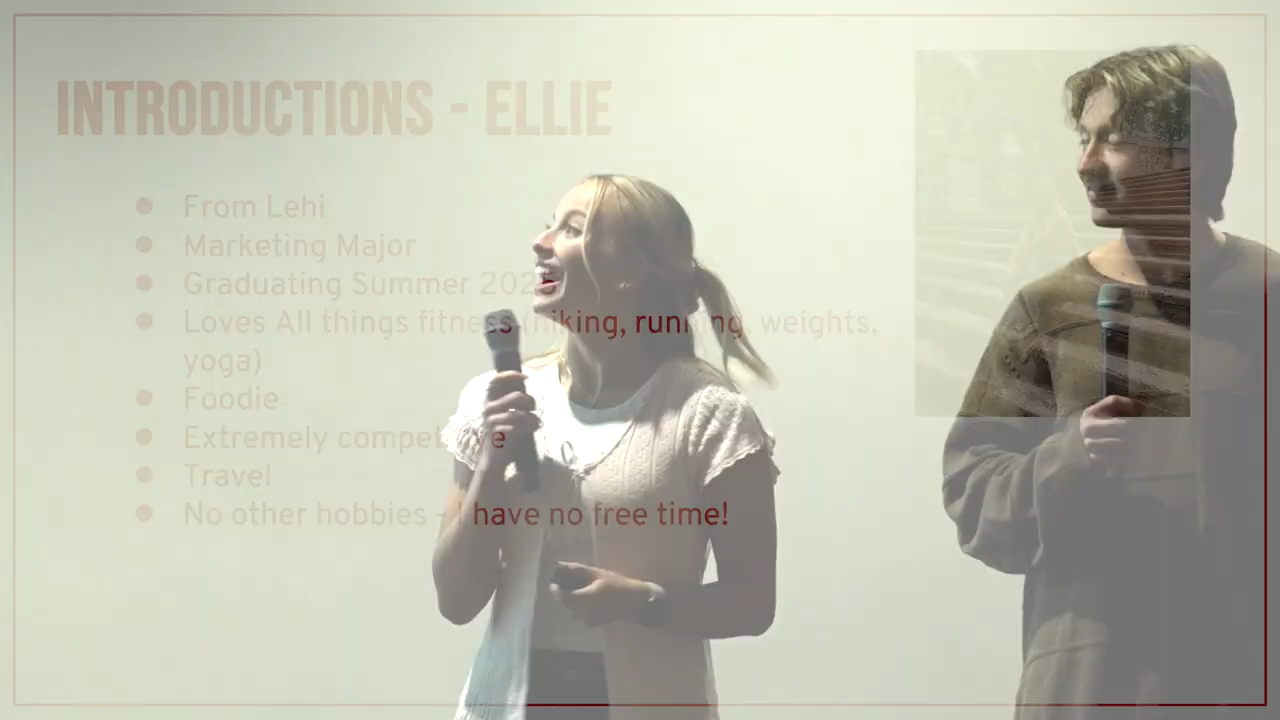 INTRODUCTIONS - ELLIE
From Lehi
Marketing Major
Graduating Summer
Loves All things fitness (hiking, running, weights,
yoga)
Foodie
Extremely competitive
Travel
No other hobbies - I have no free time!